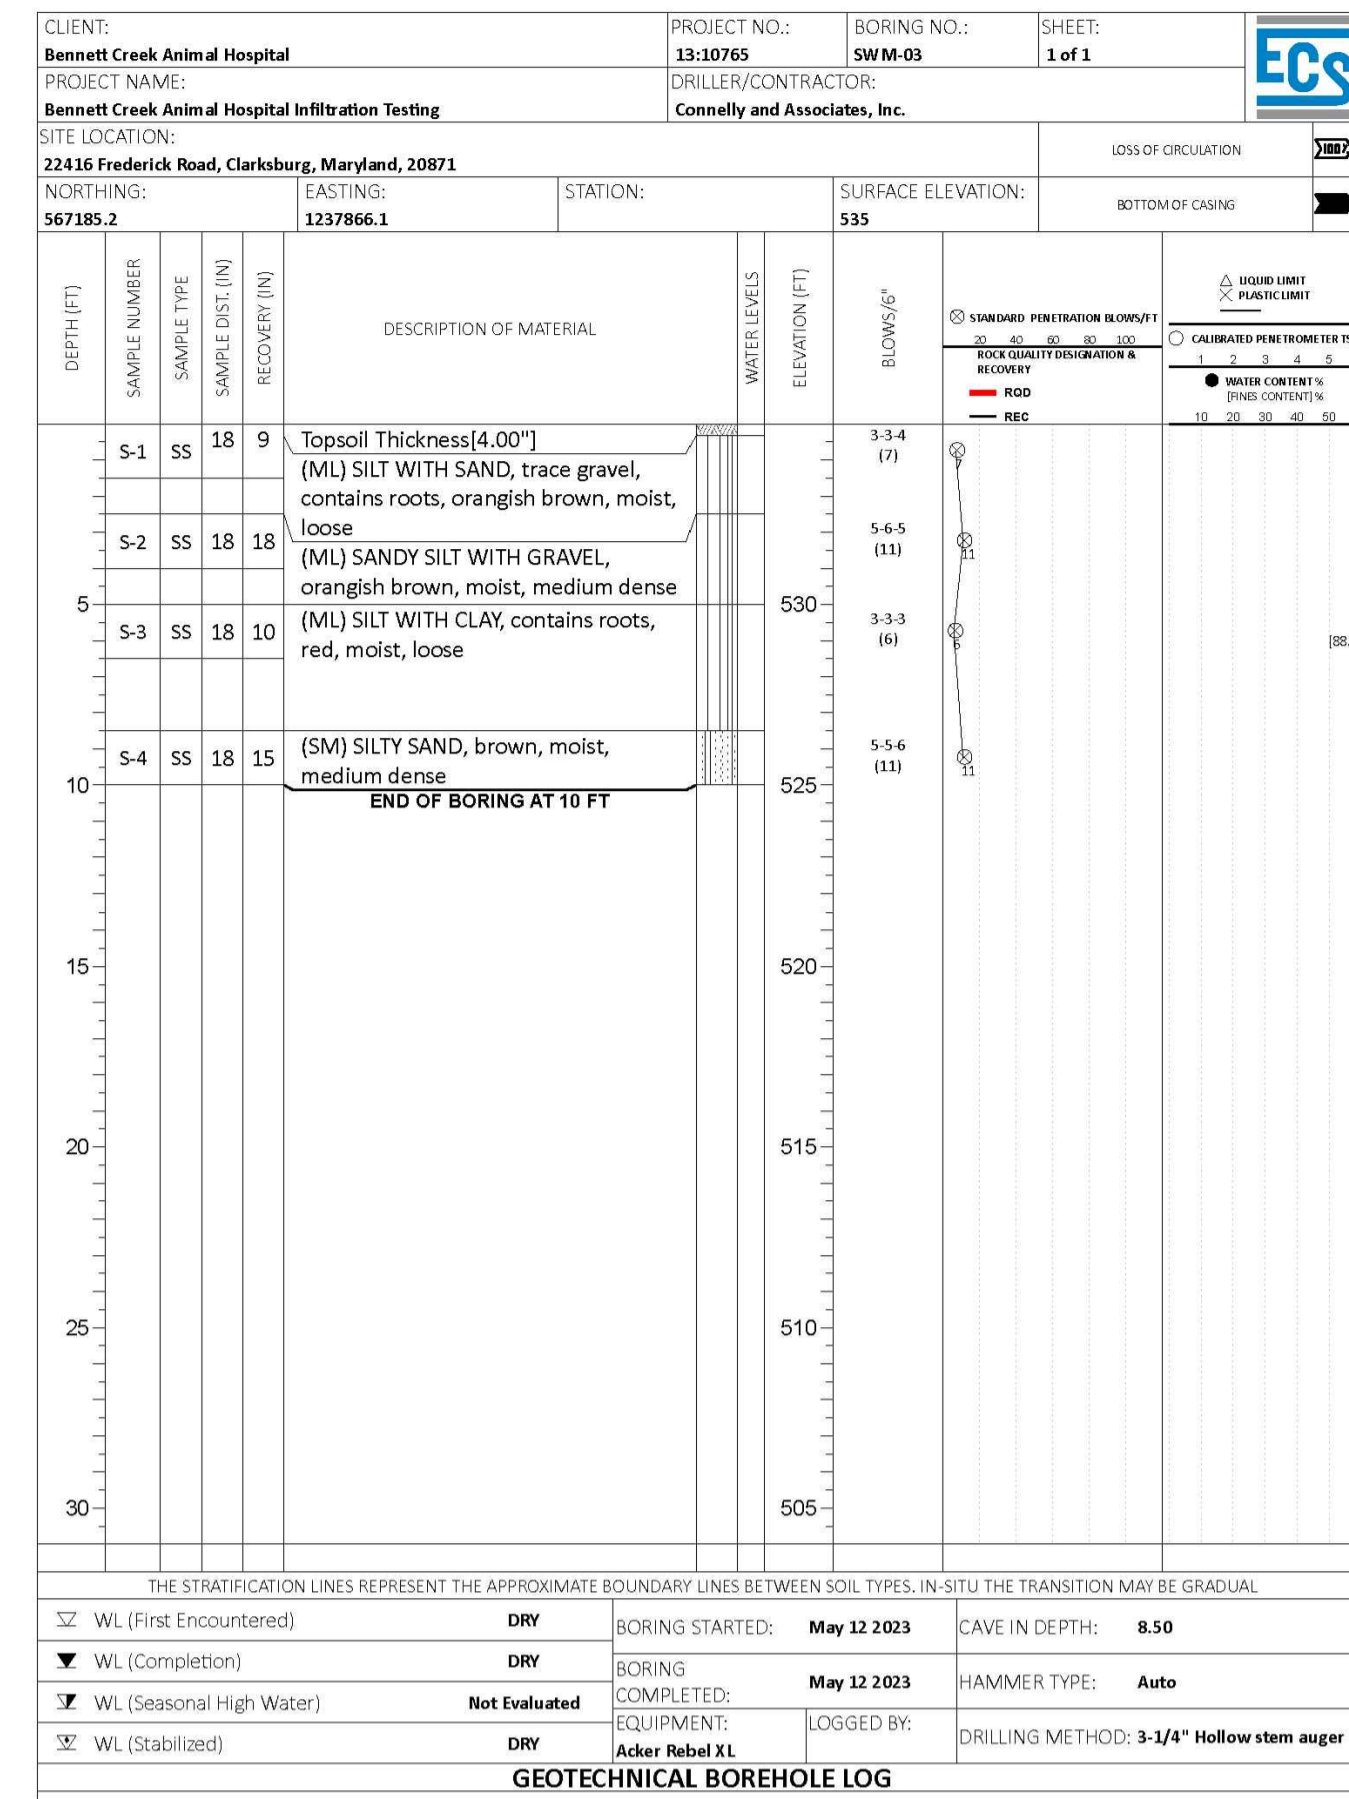 CLIENT:
Bennett Creek Animal Hospital
PROJECT NO.:
13:10765
BORING NO.:
SWM-03
SHEET:
1 of 1
ECS
PROJECT NAME:
Bennett Creek Animal Hospital Infiltration Testing
DRILLER/CONTRACTOR:
Connelly and Associates, Inc.
SITE LOCATION:
22416 Frederick Road, Clarksburg, Maryland, 20871
LOSS OF CIRCULATION
NORTHING:
567185.2
EASTING:
1237866.1
STATION:
SURFACE ELEVATION:
535
BOTTOM OF CASING
DEPTH (FT)
SAMPLE NUMBER
SAMPLE TYPE
SAMPLE DIST. (IN)
RECOVERY (IN)
DESCRIPTION OF MATERIAL
WATER LEVELS
ELEVATION (FT)
BLOWS/6"
STANDARD PENETRATION BLOWS/FT
20 40 60 80 100
ROCK QUALITY DESIGNATION &
RECOVERY
RQD
REC
LIQUID LIMIT
PLASTIC LIMIT
CALIBRATED PENETROMETER
1 2 3 4 5
WATER CONTENT %
[FINES CONTENT] %
10 20 30 40 50
S-1 SS 18 9
Topsoil Thickness[4.00"]
(ML) SILT WITH SAND, trace gravel,
contains roots, orangish brown, moist,
loose
3-3-4
(7)
7
S-2 SS 18 18
(ML) SANDY SILT WITH GRAVEL,
orangish brown, moist, medium dense
5-6-5
(11)
11
5
530
S-3 SS 18 10
(ML) SILT WITH CLAY, contains roots,
red, moist, loose
3-3-3
(6)
6
[88.
S-4 SS 18 15
(SM) SILTY SAND, brown, moist,
medium dense
5-5-6
(11)
11
10
525
END OF BORING AT 10 FT
15
520
20
515
25
510
30
505
THE STRATIFICATION LINES REPRESENT THE APPROXIMATE BOUNDARY LINES BETWEEN SOIL TYPES. IN-SITU THE TRANSITION MAY BE GRADUAL
WL (First Encountered) DRY
WL (Completion) DRY
WL (Seasonal High Water) Not Evaluated
WL (Stabilized) DRY
BORING STARTED: May 12 2023
BORING
COMPLETED: May 12 2023
EQUIPMENT:
Acker Rebel XL
LOGGED BY:
CAVE IN DEPTH: 8.50
HAMMER TYPE: Auto
DRILLING METHOD: 3-1/4" Hollow stem auger
GEOTECHNICAL BOREHOLE LOG